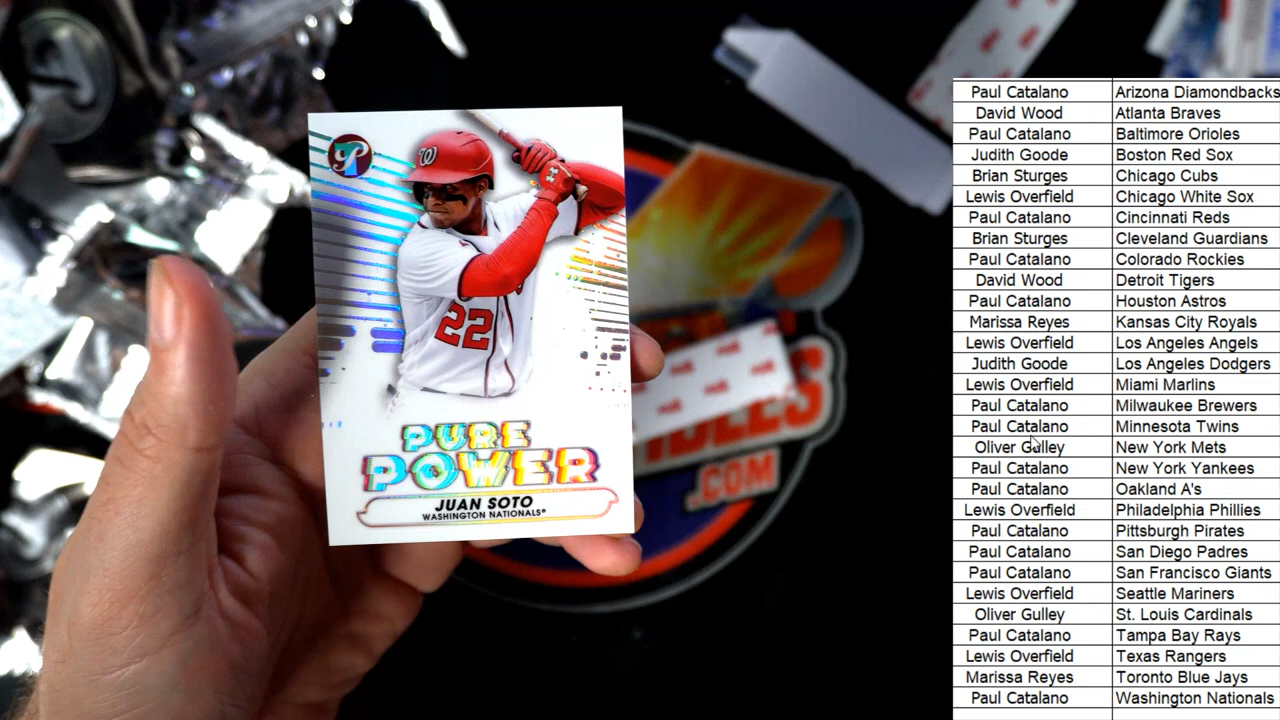 W
22
PURE
POWER
JUAN SOTO
WASHINGTON NATIONALS®
.COM
Paul Catalano Arizona Diamondbacks
David Wood Atlanta Braves
Paul Catalano Baltimore Orioles
Judith Goode Boston Red Sox
Brian Sturges Chicago Cubs
Lewis Overfield Chicago White Sox
Paul Catalano Cincinnati Reds
Brian Sturges Cleveland Guardians
Paul Catalano Colorado Rockies
David Wood Detroit Tigers
Paul Catalano Houston Astros
Marissa Reyes Kansas City Royals
Lewis Overfield Los Angeles Angels
Judith Goode Los Angeles Dodgers
Lewis Overfield Miami Marlins
Paul Catalano Milwaukee Brewers
Paul Catalano Minnesota Twins
Oliver Gulley New York Mets
Paul Catalano New York Yankees
Paul Catalano Oakland A's
Lewis Overfield Philadelphia Phillies
Paul Catalano Pittsburgh Pirates
Paul Catalano San Diego Padres
Paul Catalano San Francisco Giants
Lewis Overfield Seattle Mariners
Oliver Gulley St. Louis Cardinals
Paul Catalano Tampa Bay Rays
Lewis Overfield Texas Rangers
Marissa Reyes Toronto Blue Jays
Paul Catalano Washington Nationals